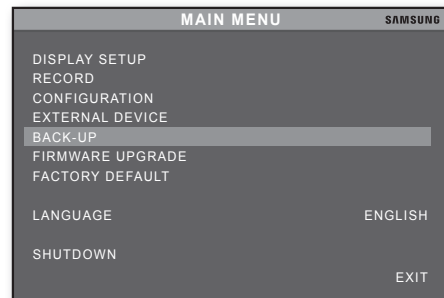 MAIN MENU SAMSUNG
DISPLAY SETUP
RECORD
CONFIGURATION
EXTERNAL DEVICE
BACK-UP
FIRMWARE UPGRADE
FACTORY DEFAULT
LANGUAGE ENGLISH
SHUTDOWN
EXIT